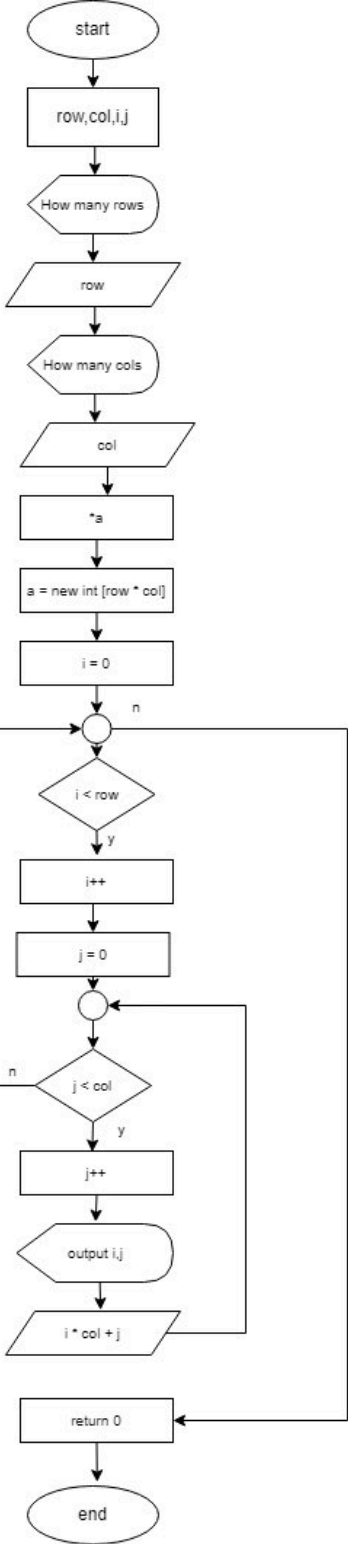 start
row,col,i,j
How many rows
row
How many cols
col
*a
a = new int [row * col]
i = 0
n
i < row
y
i++
j = 0
n
j < col
y
j++
output i,j
i * col + j
return 0
end